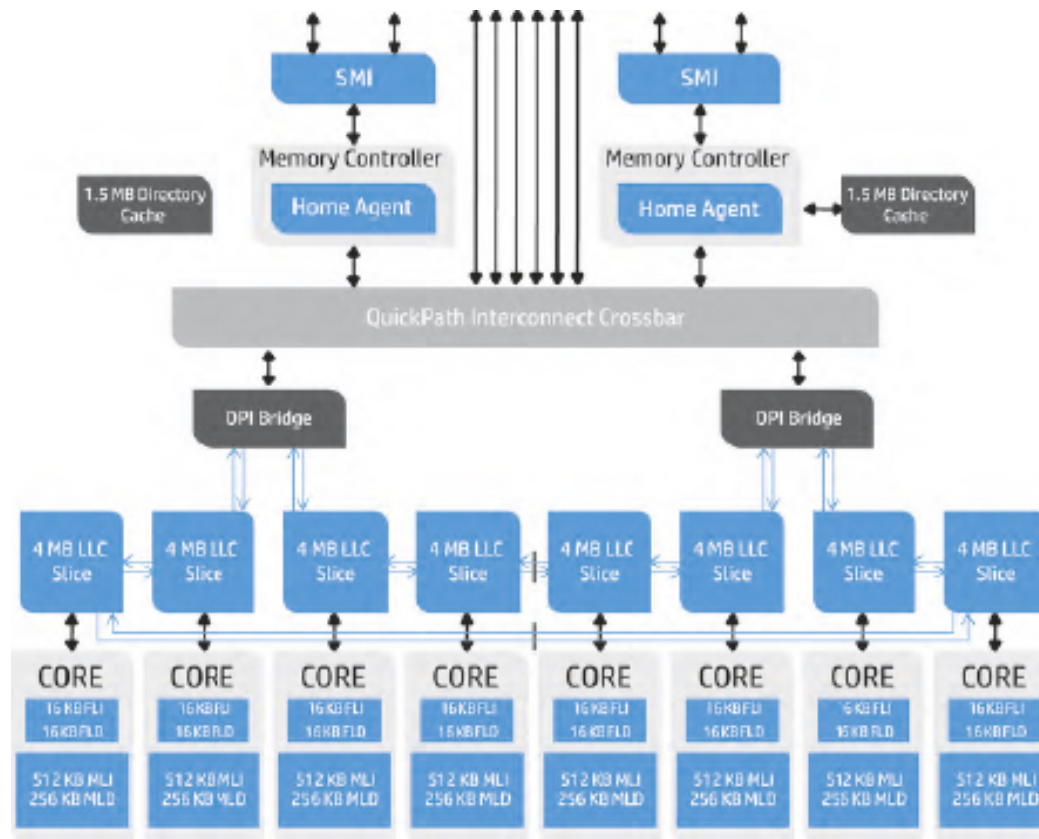 SMI
SMI
Memory Controller
Memory Controller
1.5 MB Directory
Cache
Home Agent
Home Agent
1.5 MB Directory
Cache
QuickPath Interconnect Crossbar
QPI Bridge
QPI Bridge
4 MB LLC
Slice
4 MB LLC
Slice
4 MB LLC
Slice
4 MB LLC
Slice
4 MB LLC
Slice
4 MB LLC
Slice
4 MB LLC
Slice
4 MB LLC
Slice
CORE
16 KB FLI
16 KB FLD
512 KB MLI
256 KB MLD
CORE
16 KB FLI
16 KB FLD
512 KB MLI
256 KB MLD
CORE
16 KB FLI
16 KB FLD
512 KB MLI
256 KB MLD
CORE
16 KB FLI
16 KB FLD
512 KB MLI
256 KB MLD
CORE
16 KB FLI
16 KB FLD
512 KB MLI
256 KB MLD
CORE
16 KB FLI
16 KB FLD
512 KB MLI
256 KB MLD
CORE
16 KB FLI
16 KB FLD
512 KB MLI
256 KB MLD
CORE
16 KB FLI
16 KB FLD
512 KB MLI
256 KB MLD